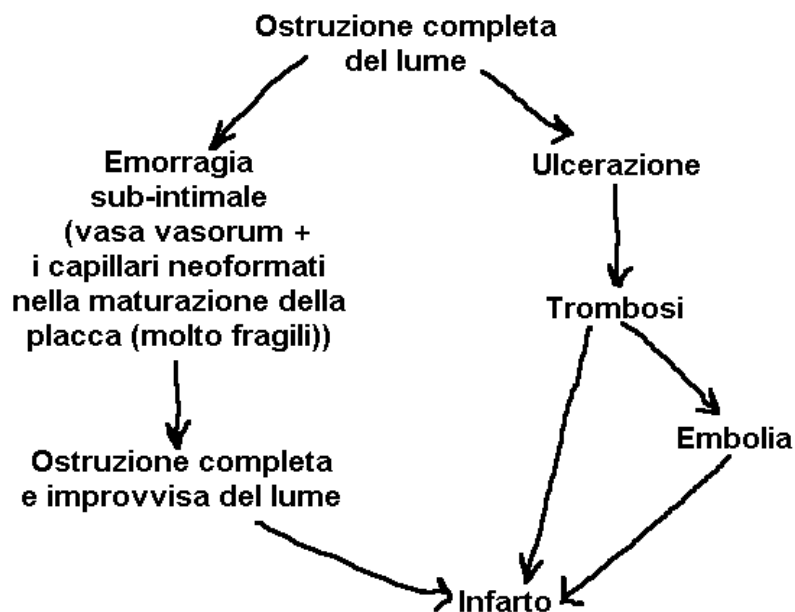 Ostruzione completa
del lume
Emorragia
sub-intimale
(vasa vasorum +
i capillari neoformati
nella maturazione della
placca (molto fragili))
Ulcerazione
Trombosi
Embolia
Ostruzione completa
e improvvisa del lume
Infarto